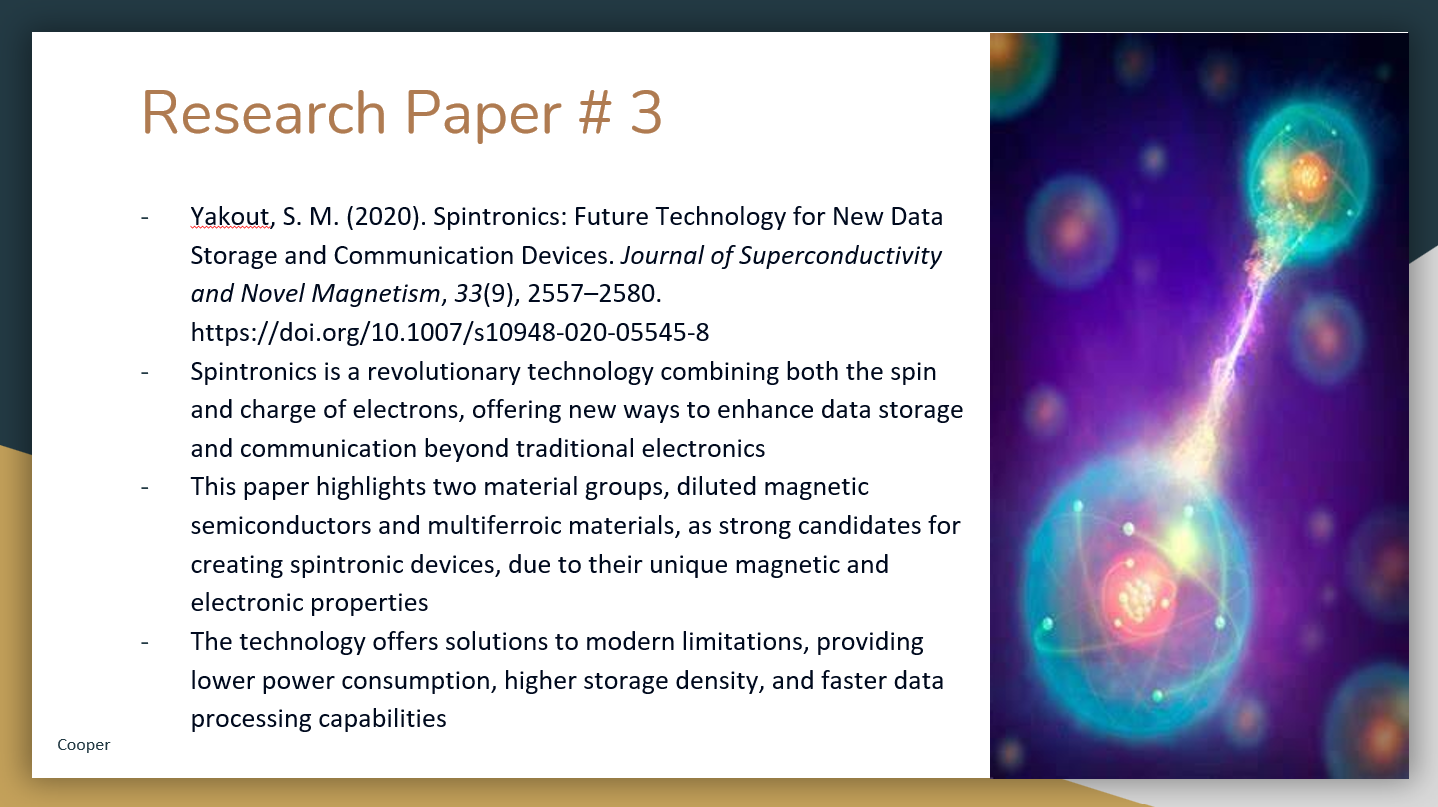 Research Paper # 3
- Yakout, S. M. (2020). Spintronics: Future Technology for New Data
Storage and Communication Devices. Journal of Superconductivity
and Novel Magnetism, 33(9), 2557–2580.
https://doi.org/10.1007/s10948-020-05545-8
- Spintronics is a revolutionary technology combining both the spin
and charge of electrons, offering new ways to enhance data storage
and communication beyond traditional electronics
- This paper highlights two material groups, diluted magnetic
semiconductors and multiferroic materials, as strong candidates for
creating spintronic devices, due to their unique magnetic and
electronic properties
- The technology offers solutions to modern limitations, providing
lower power consumption, higher storage density, and faster data
processing capabilities
Cooper